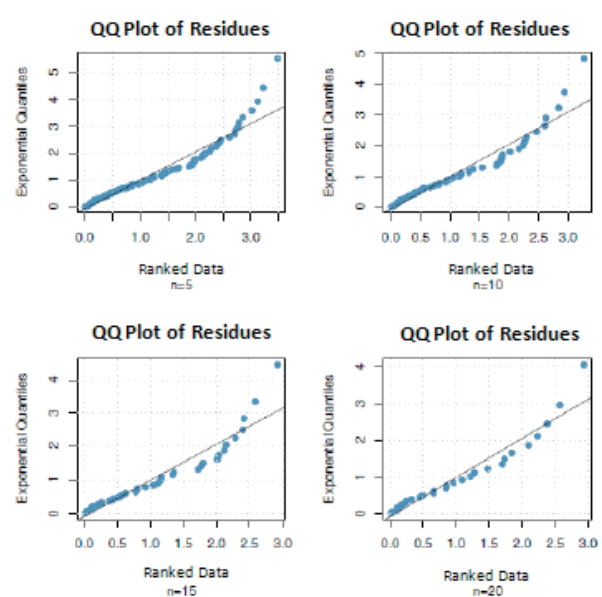 QQ Plot of Residues
Exponential Quantiles
5
4
3
2
1
0
0.0 1.0 2.0 3.0
Ranked Data
n=5
QQ Plot of Residues
Exponential Quantiles
5
4
3
2
1
0
0.0 0.5 1.0 1.5 2.0 2.5 3.0
Ranked Data
n=10
QQ Plot of Residues
Exponential Quantiles
4
3
2
1
0
0.0 0.5 1.0 1.5 2.0 2.5 3.0
Ranked Data
n=15
QQ Plot of Residues
Exponential Quantiles
4
3
2
1
0
0.0 0.5 1.0 1.5 2.0 2.5 3.0
Ranked Data
n=20